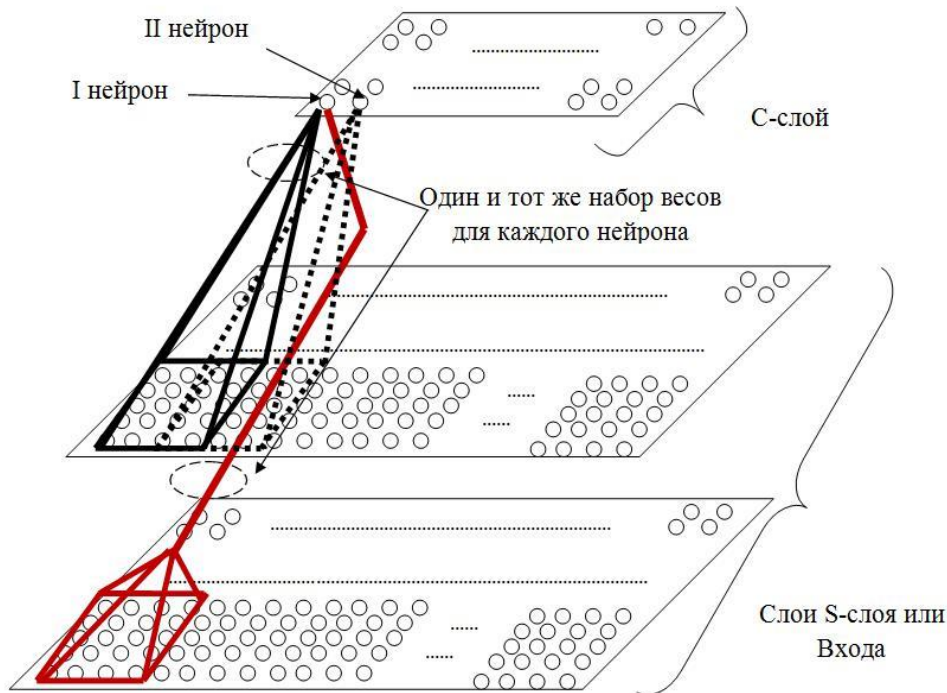 II нейрон
I нейрон
С-слой
Один и тот же набор весов
для каждого нейрона
Слои S-слоя или
Входа